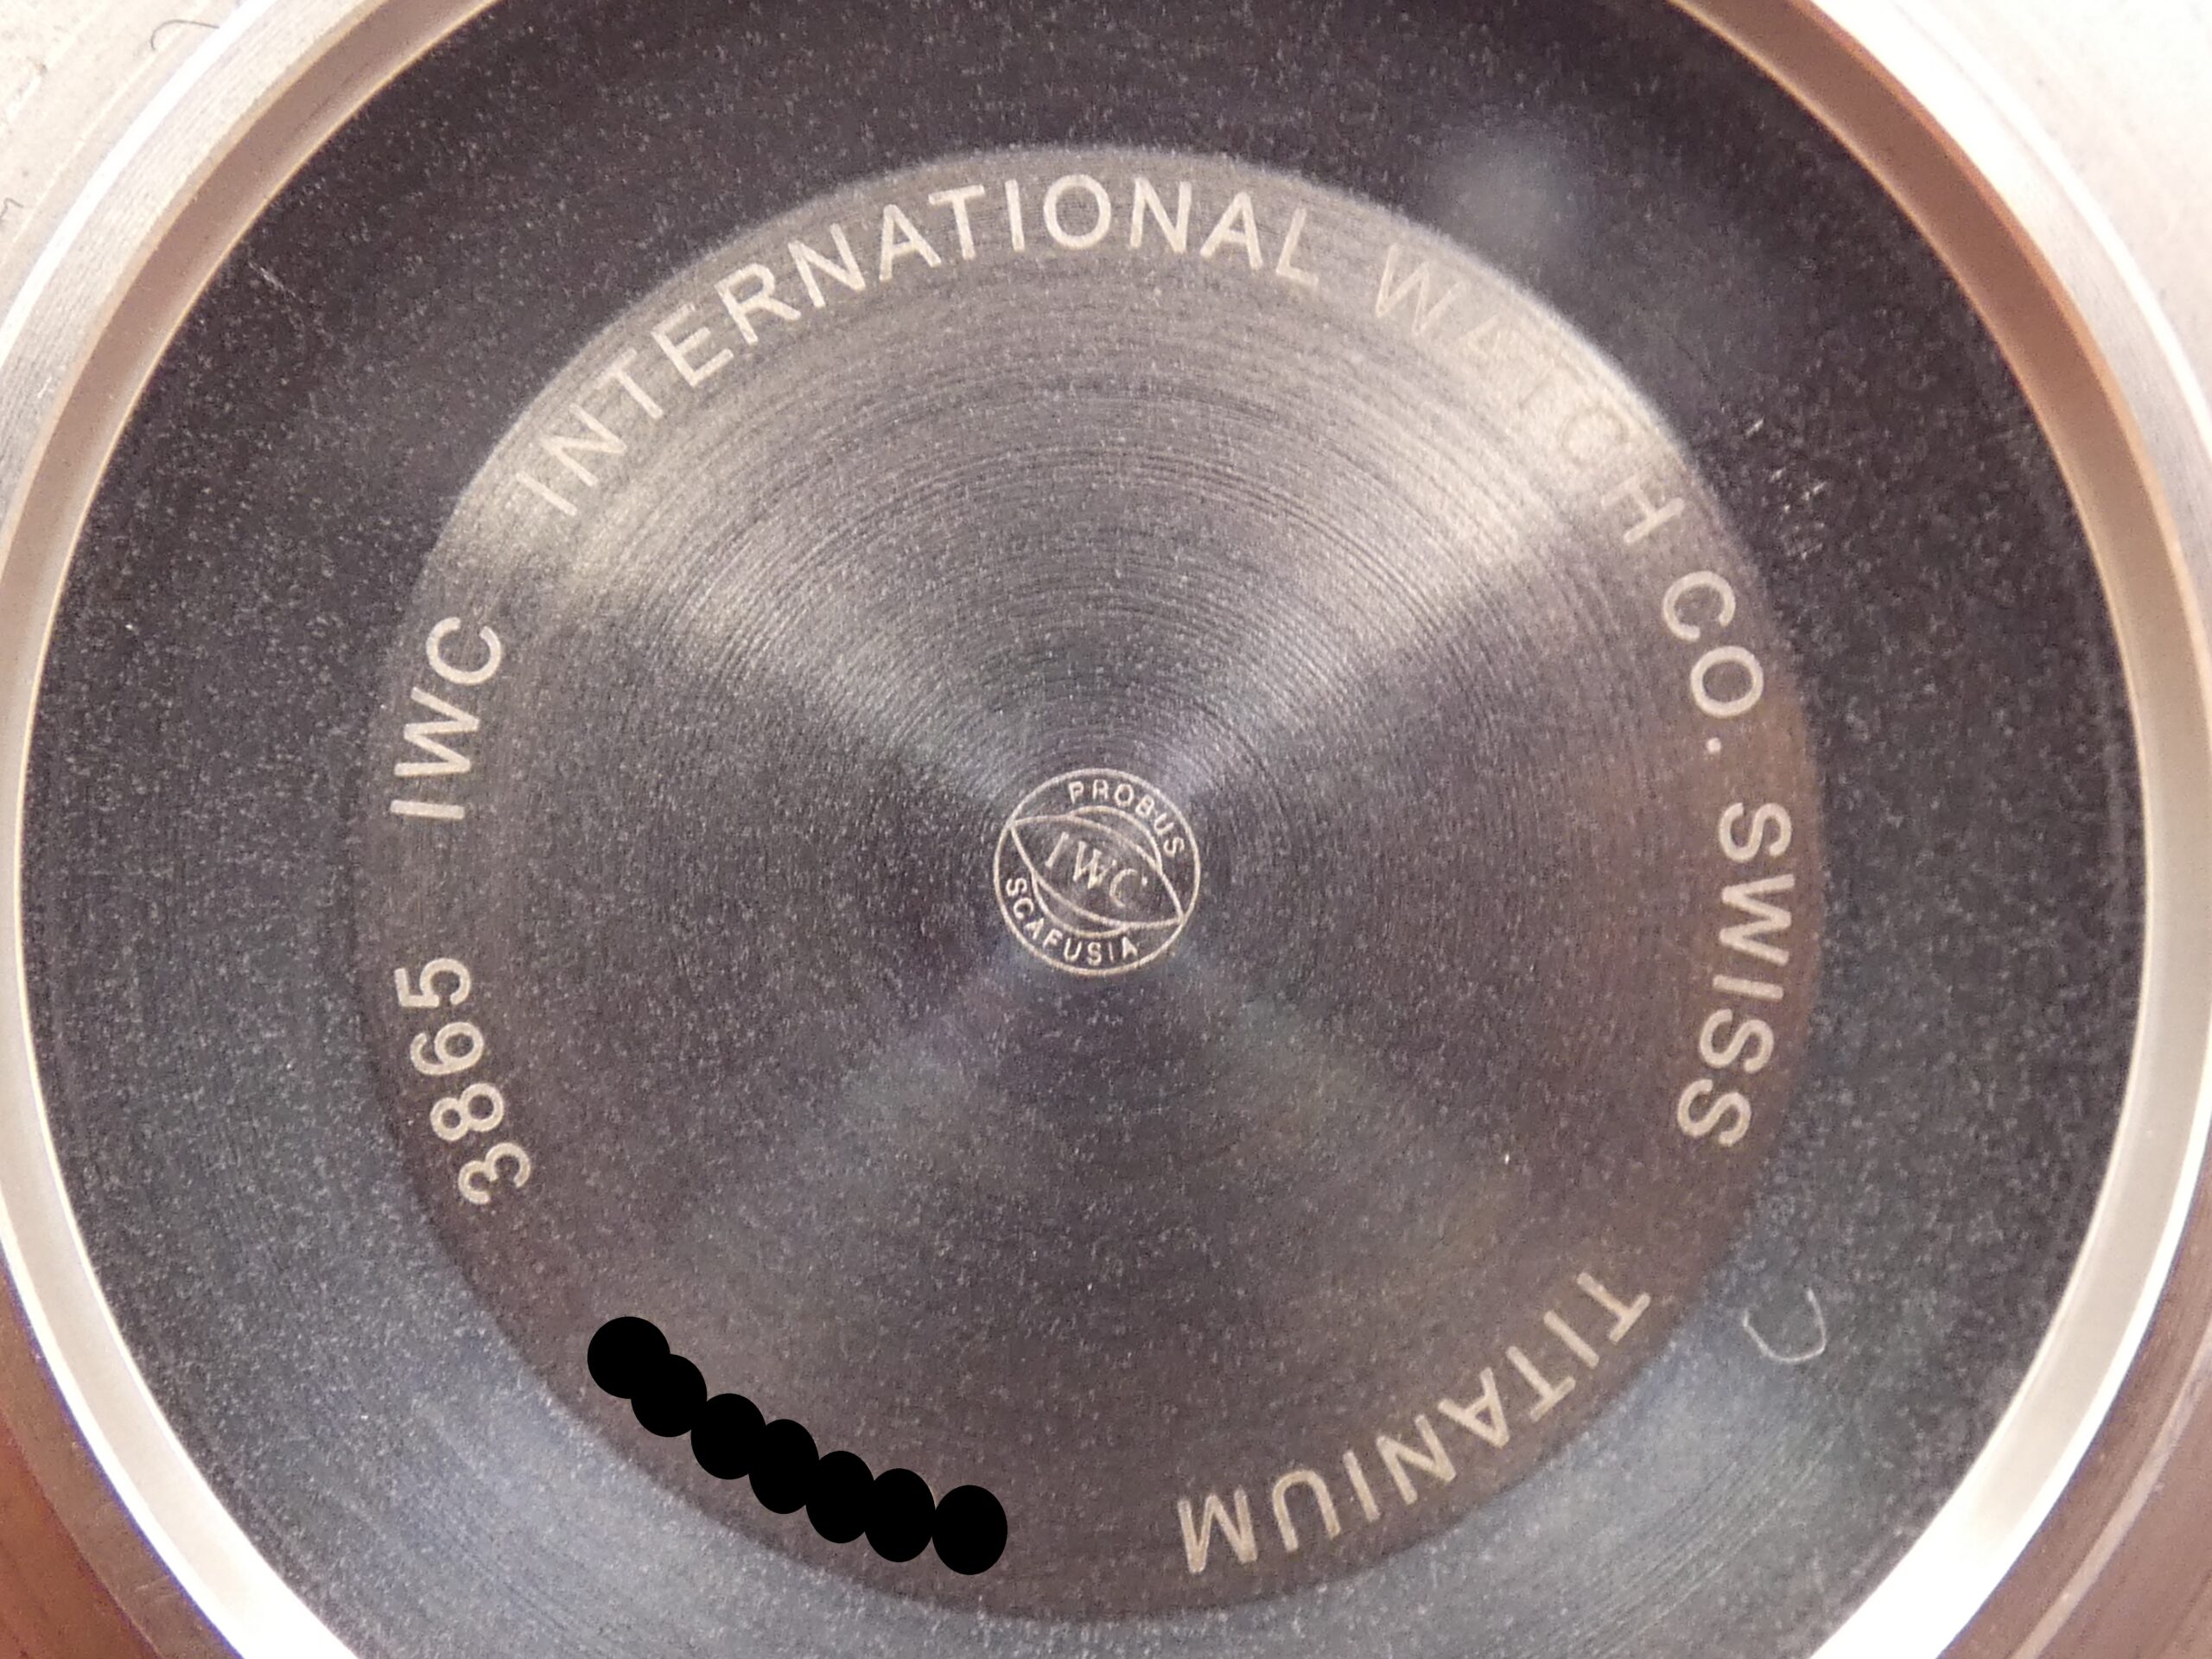 3865 IWC INTERNATIONAL WATCH CO. SWISS TITANIUM
PROBUS
IWC
SCAFUSIA